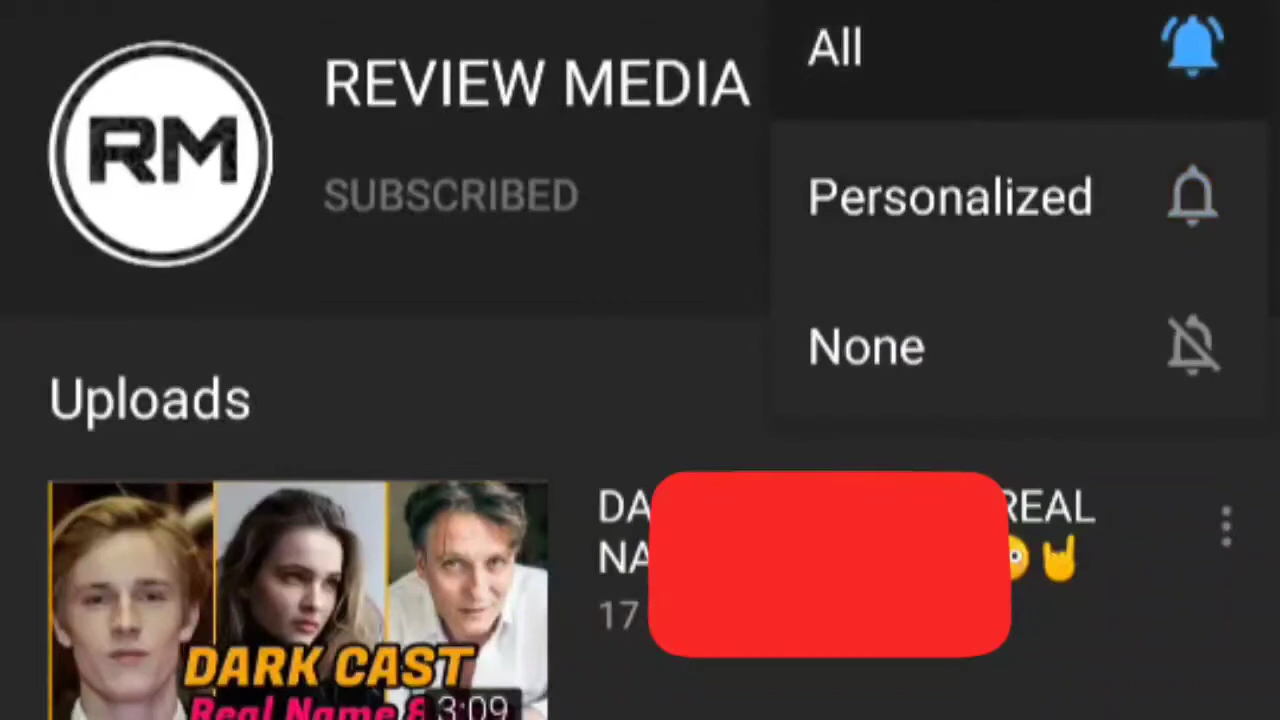 RM
REVIEW MEDIA
SUBSCRIBED
All
Personalized
None
Uploads
DARK CAST
Real Name &
3:09
DA REAL
NA
17